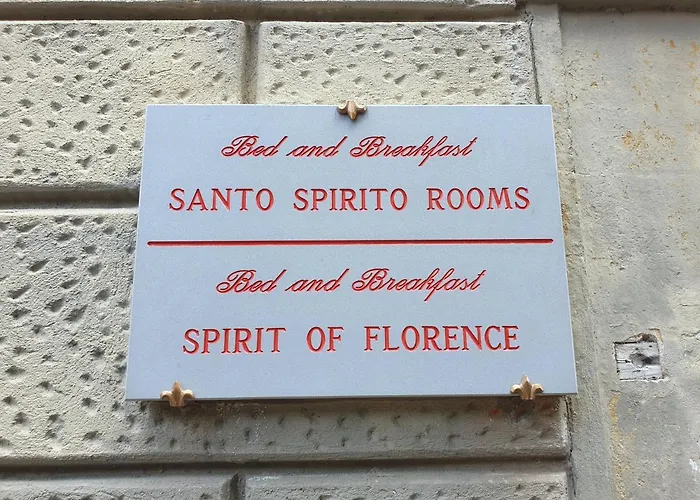 Bed and Breakfast
SANTO SPIRITO ROOMS
Bed and Breakfast
SPIRIT OF FLORENCE